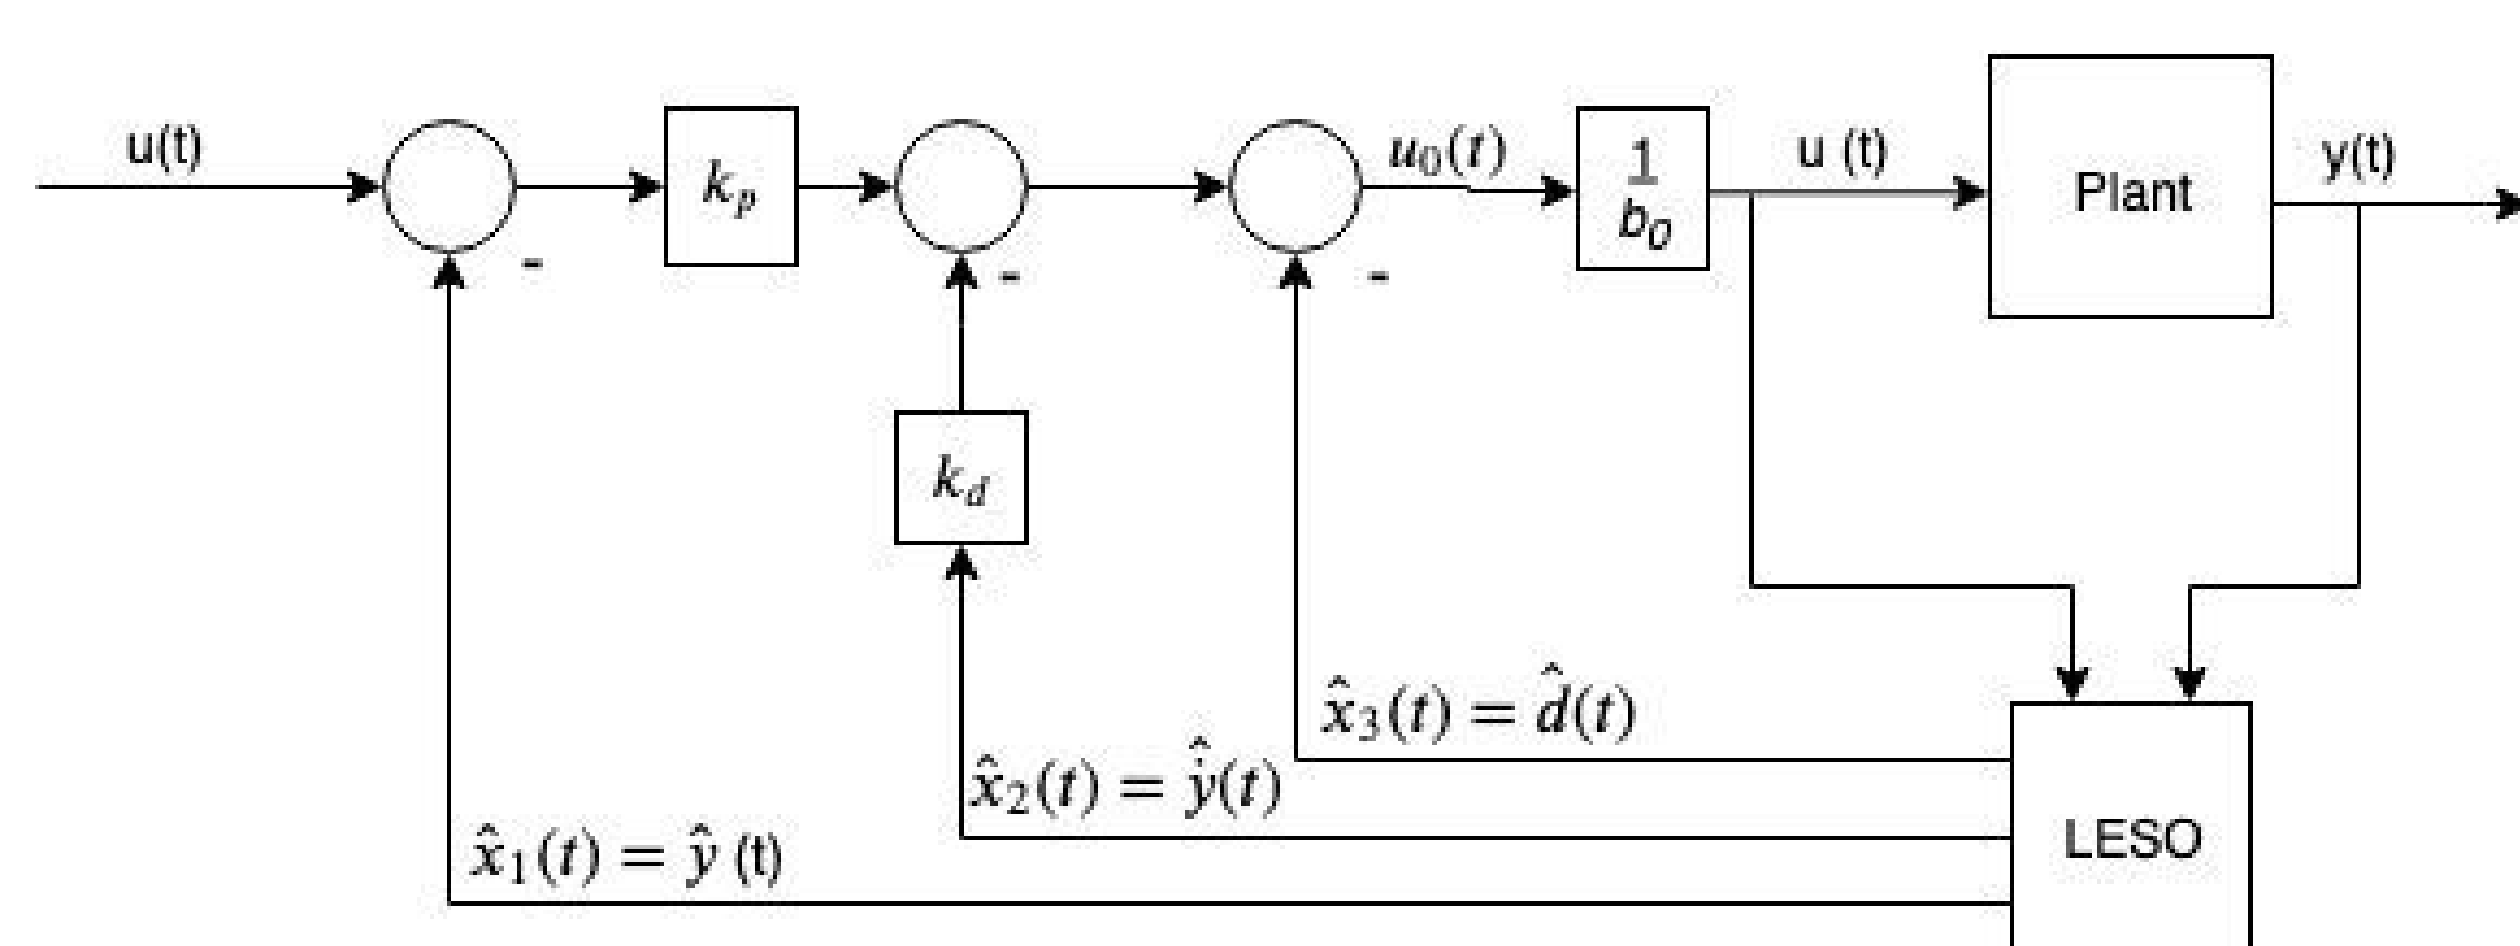 u(t)
-
k_p
-
k_d
-
u_0(t)
1
b_0
u (t)
Plant
y(t)
x̂_3(t) = d̂(t)
x̂_2(t) = ẏ̂(t)
x̂_1(t) = ŷ (t)
LESO